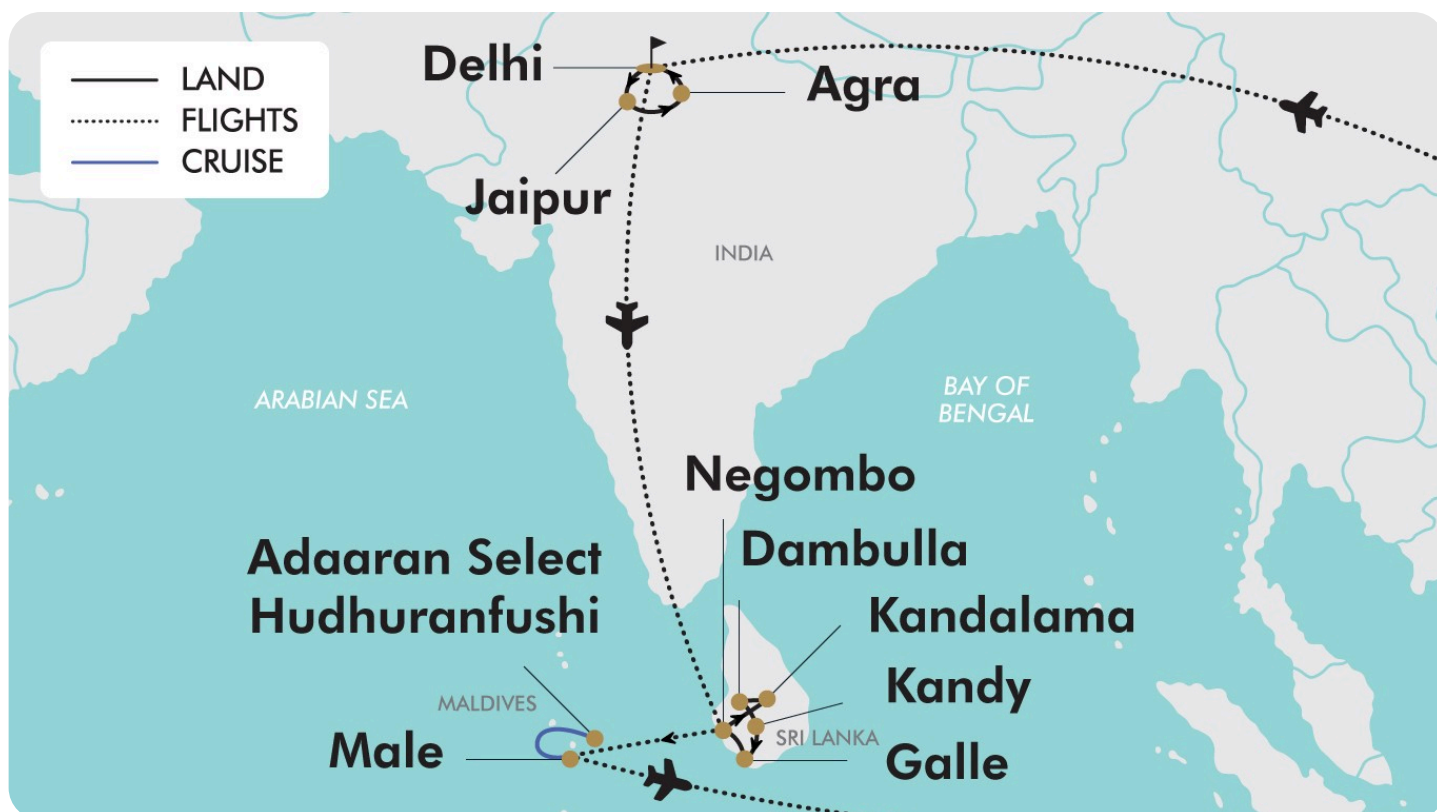 LAND
FLIGHTS
CRUISE
Delhi
Agra
Jaipur
INDIA
ARABIAN SEA
BAY OF
BENGAL
Negombo
Dambulla
Adaaran Select
Hudhuranfushi
Kandalama
Kandy
MALDIVES
SRI LANKA
Male
Galle